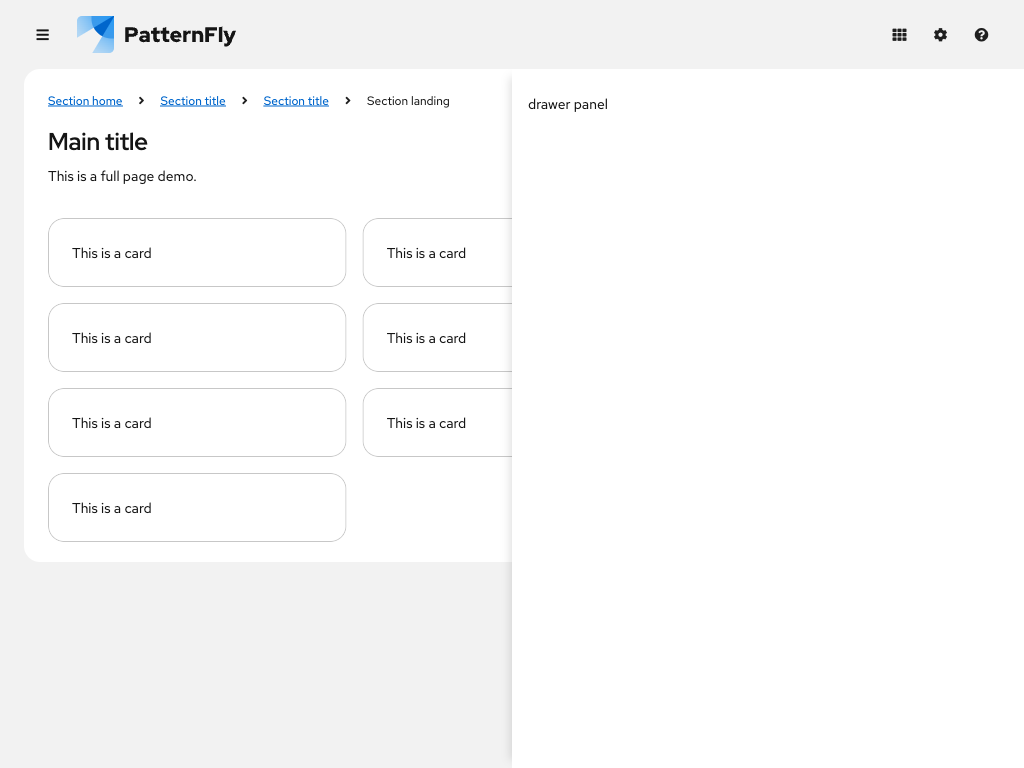 PatternFly
Section home Section title Section title Section landing
Main title
This is a full page demo.
This is a card This is a card
This is a card This is a card
This is a card This is a card
This is a card
drawer panel